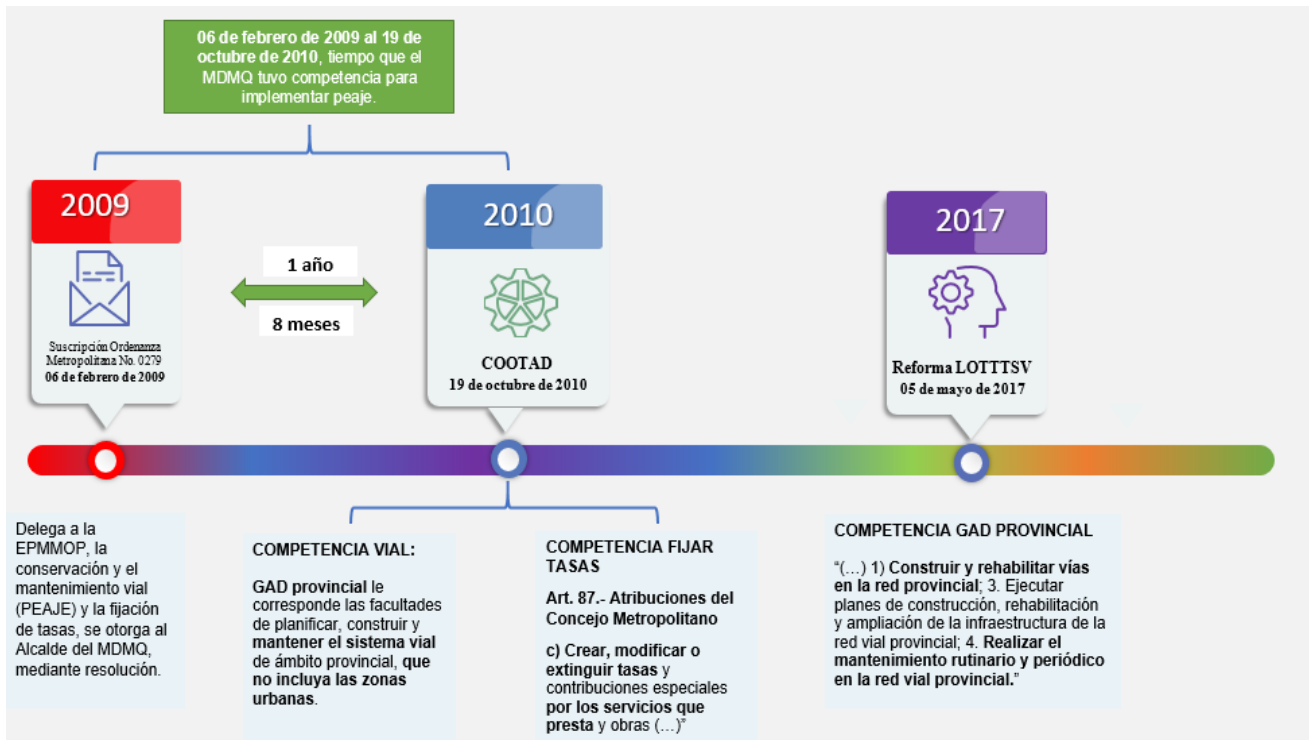 06 de febrero de 2009 al 19 de
octubre de 2010, tiempo que el
MDMQ tuvo competencia para
implementar peaje.
2009
Suscripción Ordenanza
Metropolitana No. 0279
06 de febrero de 2009
1 año
8 meses
2010
COOTAD
19 de octubre de 2010
2017
Reforma LOTTTSV
05 de mayo de 2017
Delega a la
EPMMOP, la
conservación y el
mantenimiento vial
(PEAJE) y la fijación
de tasas, se otorga al
Alcalde del MDMQ,
mediante resolución.
COMPETENCIA VIAL:
GAD provincial le
corresponde las facultades
de planificar, construir y
mantener el sistema vial
de ámbito provincial, que
no incluya las zonas
urbanas.
COMPETENCIA FIJAR
TASAS
Art. 87.- Atribuciones del
Concejo Metropolitano
c) Crear, modificar o
extinguir tasas y
contribuciones especiales
por los servicios que
presta y obras (…)”
COMPETENCIA GAD PROVINCIAL
“(…) 1) Construir y rehabilitar vías
en la red provincial; 3. Ejecutar
planes de construcción, rehabilitación
y ampliación de la infraestructura de la
red vial provincial; 4. Realizar el
mantenimiento rutinario y periódico
en la red vial provincial.”